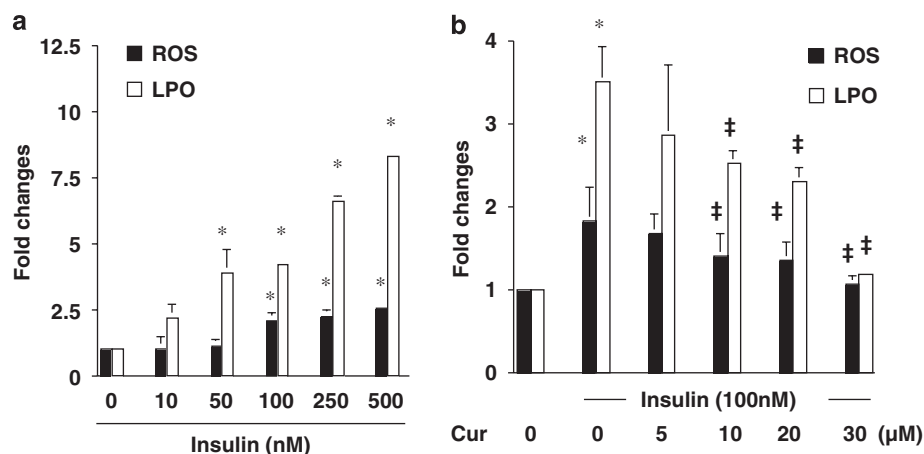 a
12.5
10
7.5
5
2.5
0
Fold changes
ROS
LPO
* * * * * * *
0 10 50 100 250 500
Insulin (nM)
b
4
3
2
1
0
Fold changes
ROS
LPO
* * ‡ ‡ ‡ ‡ ‡ ‡
Insulin (100nM)
Cur 0 0 5 10 20 30 (µM)